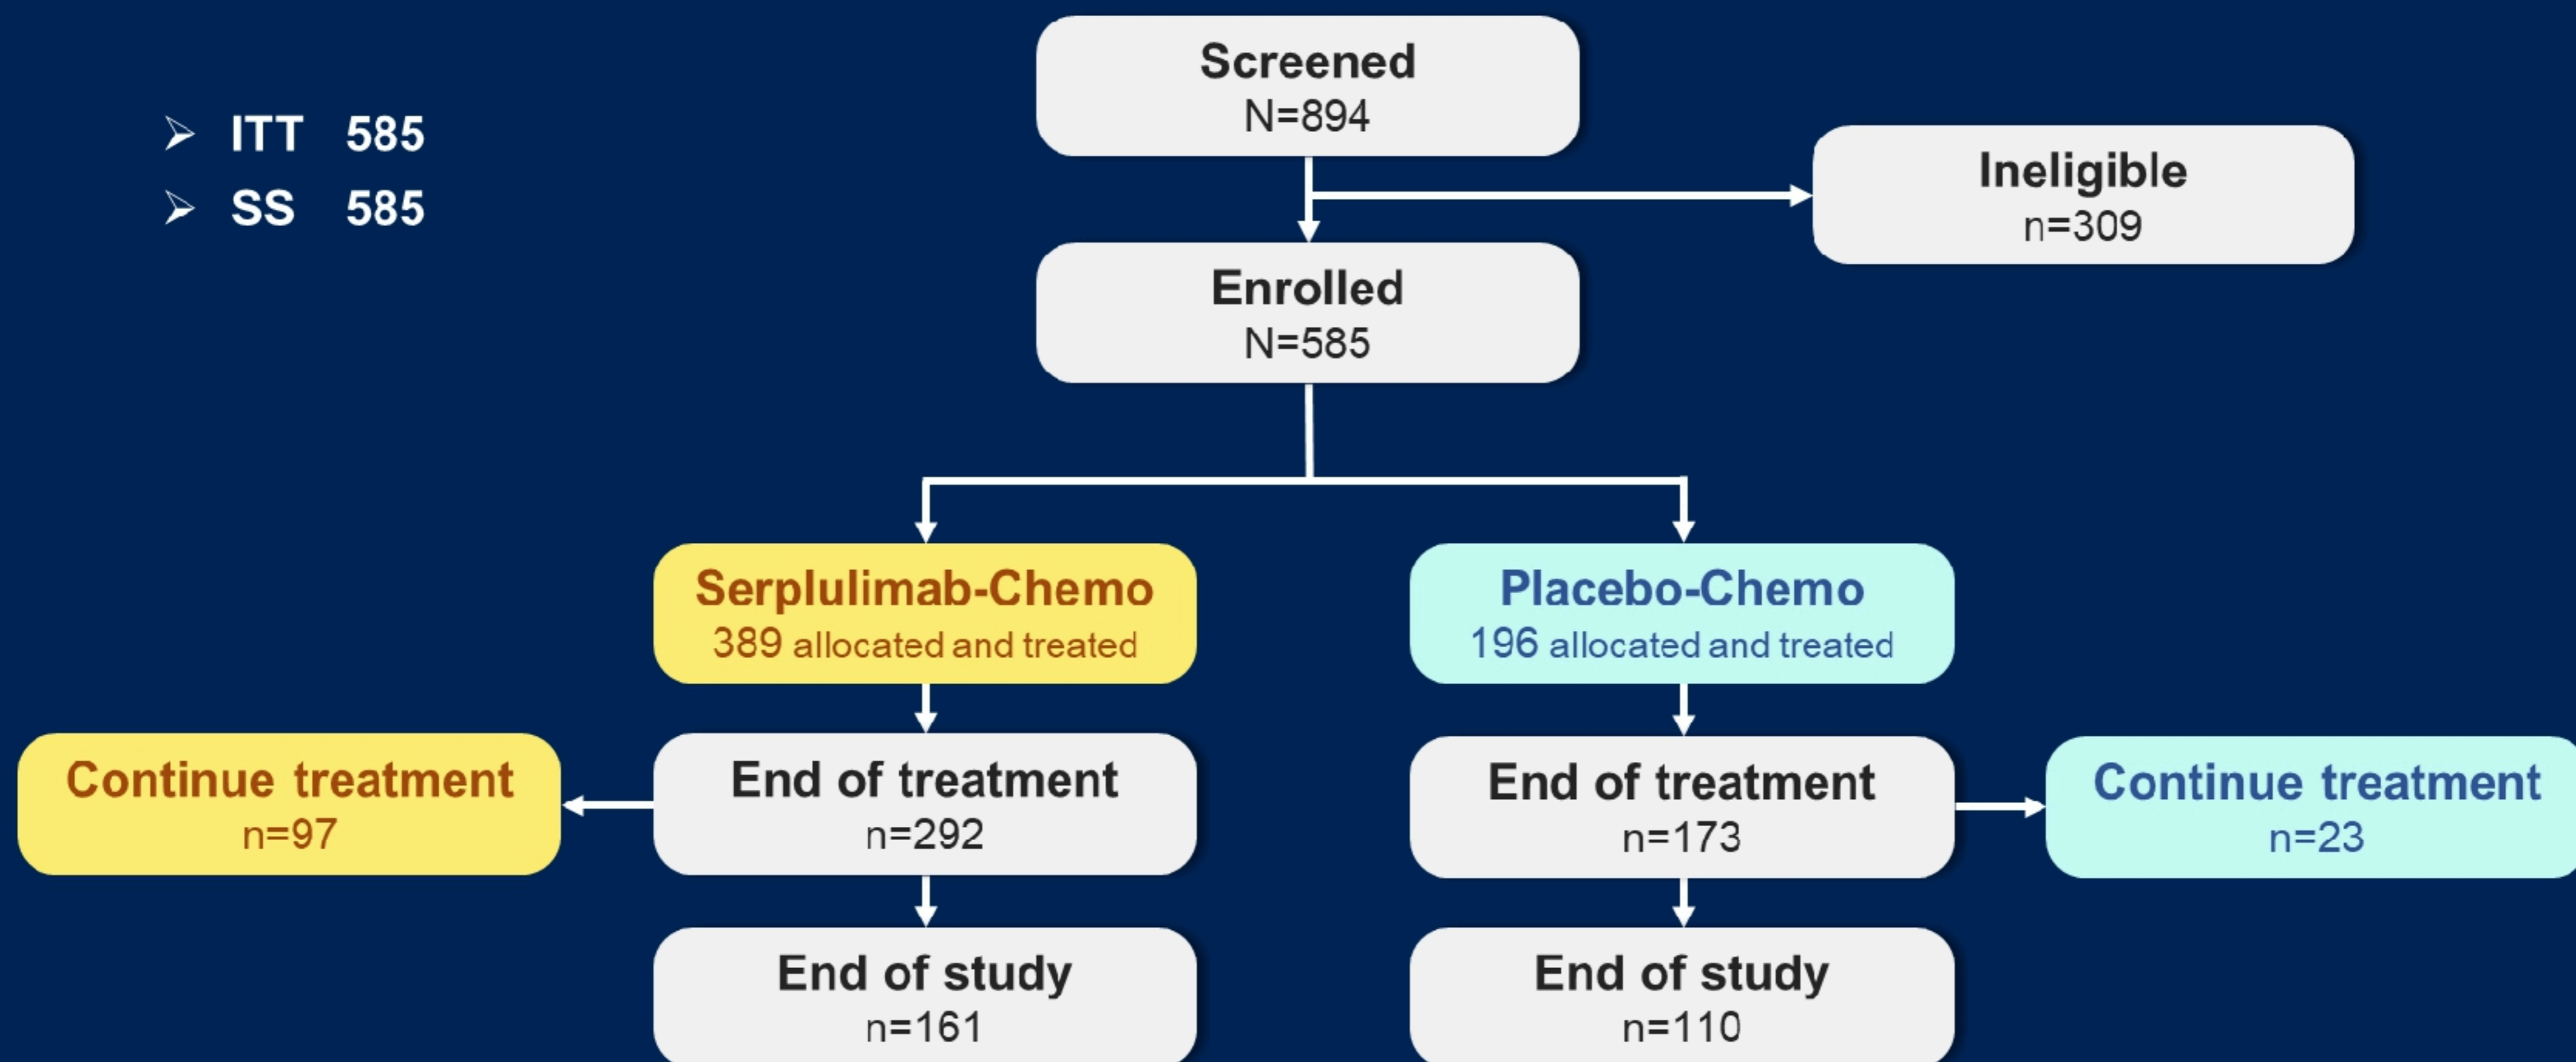 ➢ ITT 585
➢ SS 585
Screened
N=894
Ineligible
n=309
Enrolled
N=585
Serplulimab-Chemo
389 allocated and treated
Placebo-Chemo
196 allocated and treated
Continue treatment
n=97
End of treatment
n=292
End of treatment
n=173
Continue treatment
n=23
End of study
n=161
End of study
n=110